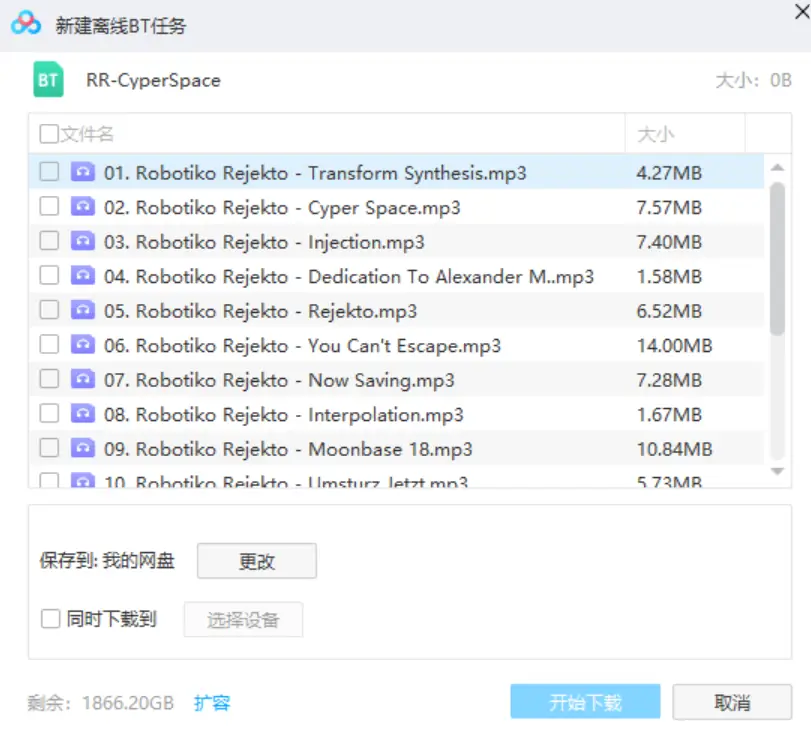 新建离线BT任务
BT RR-CyperSpace 大小: 0B
文件名 大小
01. Robotiko Rejekto - Transform Synthesis.mp3 4.27MB
02. Robotiko Rejekto - Cyper Space.mp3 7.57MB
03. Robotiko Rejekto - Injection.mp3 7.40MB
04. Robotiko Rejekto - Dedication To Alexander M..mp3 1.58MB
05. Robotiko Rejekto - Rejekto.mp3 6.52MB
06. Robotiko Rejekto - You Can't Escape.mp3 14.00MB
07. Robotiko Rejekto - Now Saving.mp3 7.28MB
08. Robotiko Rejekto - Interpolation.mp3 1.67MB
09. Robotiko Rejekto - Moonbase 18.mp3 10.84MB
10. Robotiko Rejekto - Umsturz Jetzt.mp3 5.73MB
保存到: 我的网盘 更改
同时下载到 选择设备
剩余: 1866.20GB 扩容 开始下载 取消